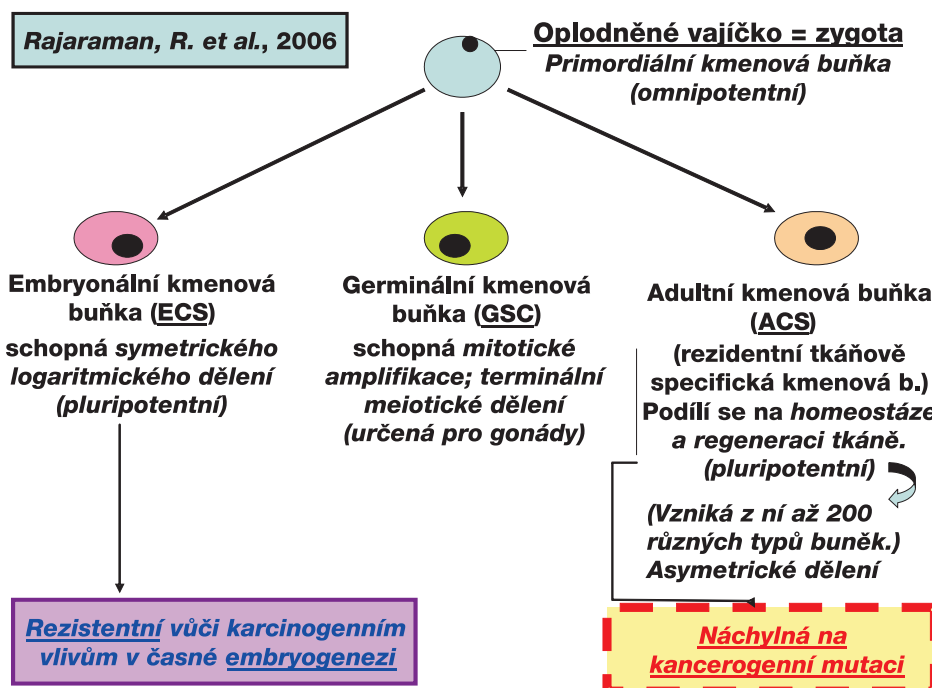 Rajaraman, R. et al., 2006
Oplodněné vajíčko = zygota
Primordiální kmenová buňka
(omnipotentní)
Embryonální kmenová
buňka (ECS)
schopná symetrického
logaritmického dělení
(pluripotentní)
Germinální kmenová
buňka (GSC)
schopná mitotické
amplifikace; terminální
meiotické dělení
(určená pro gonády)
Adultní kmenová buňka
(ACS)
(rezidentní tkáňově
specifická kmenová b.)
Podílí se na homeostáze
a regeneraci tkáně.
(pluripotentní)
(Vzniká z ní až 200
různých typů buněk.)
Asymetrické dělení
Rezistentní vůči karcinogenním
vlivům v časné embryogenezi
Náchylná na
kancerogenní mutaci